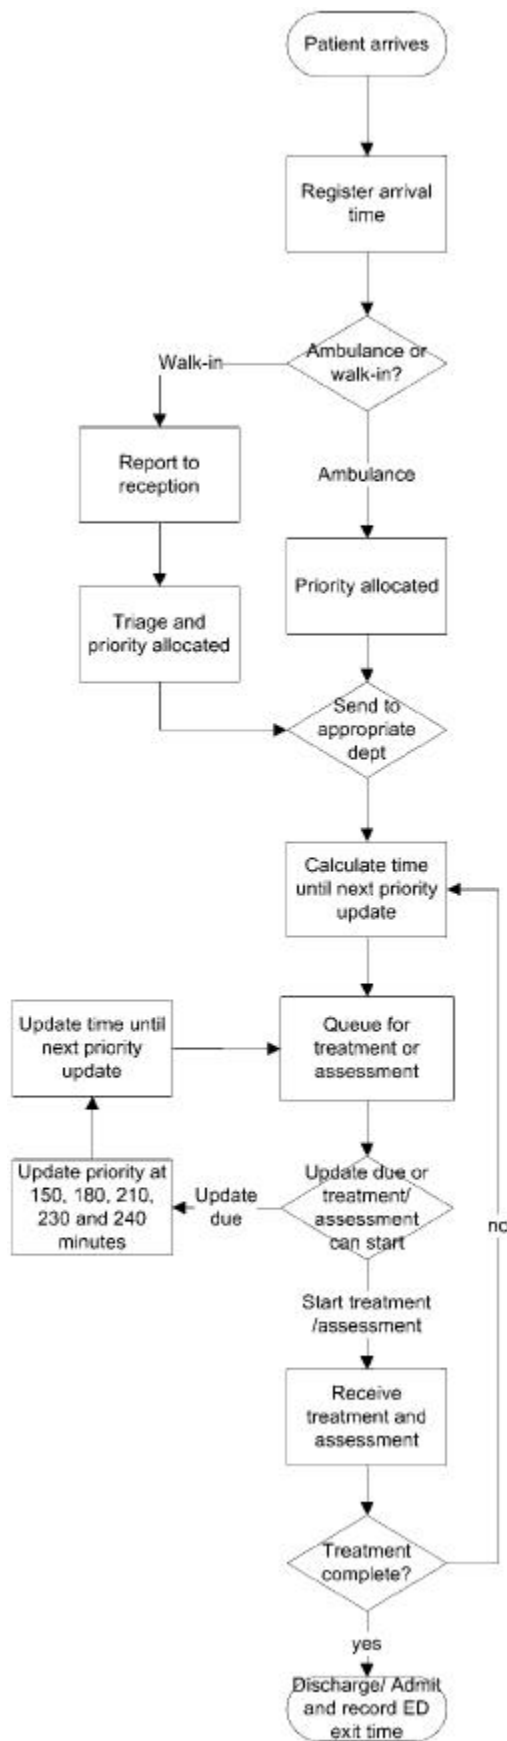 Patient arrives
Register arrival
time
Ambulance or
walk-in?
Walk-in
Report to
reception
Ambulance
Triage and
priority allocated
Priority allocated
Send to
appropriate
dept
Calculate time
until next priority
update
Update time until
next priority
update
Queue for
treatment or
assessment
Update priority at
150, 180, 210,
230 and 240
minutes
Update
due
Update due or
treatment/
assessment
can start
no
Start treatment
/assessment
Receive
treatment and
assessment
Treatment
complete?
yes
Discharge/ Admit
and record ED
exit time